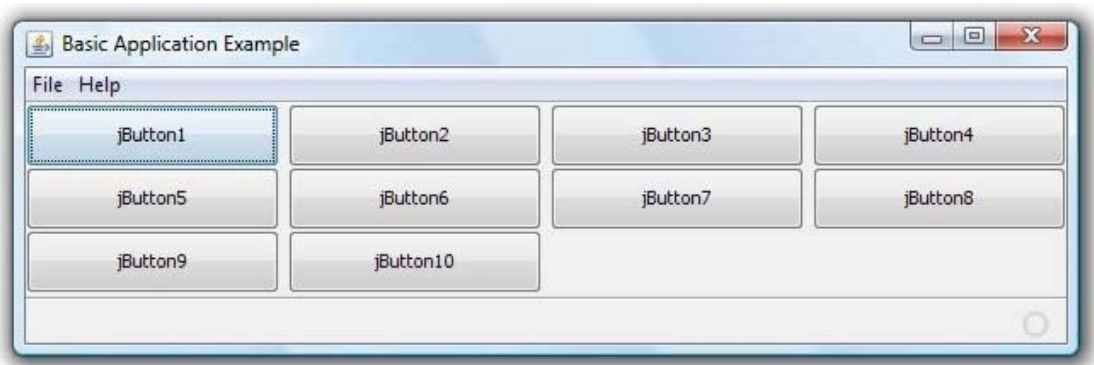 Basic Application Example
File Help
jButton1 jButton2 jButton3 jButton4
jButton5 jButton6 jButton7 jButton8
jButton9 jButton10